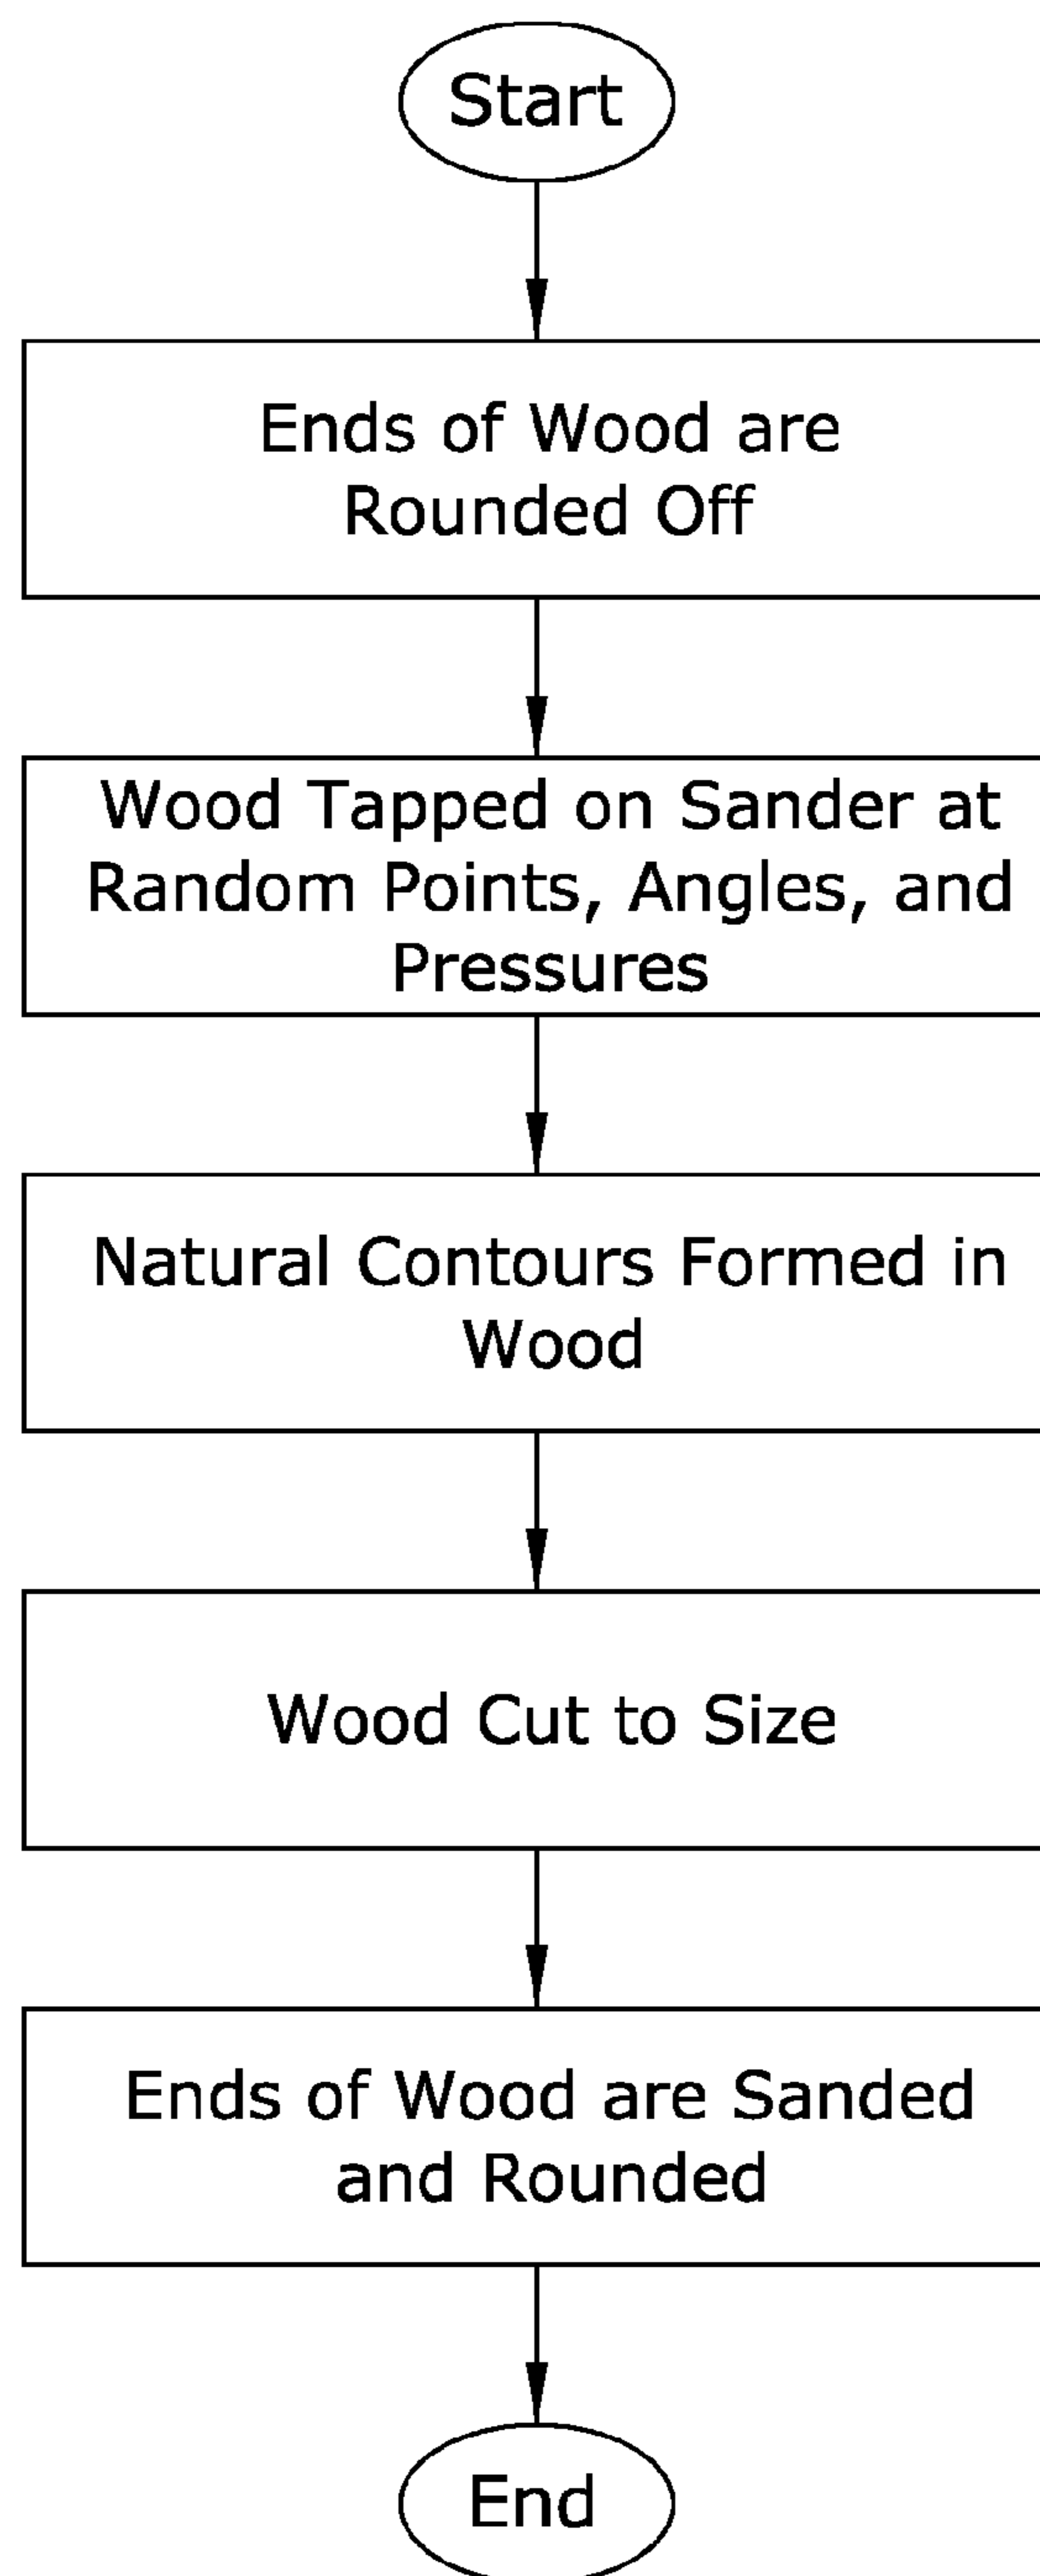 Start
Ends of Wood are
Rounded Off
Wood Tapped on Sander at
Random Points, Angles, and
Pressures
Natural Contours Formed in
Wood
Wood Cut to Size
Ends of Wood are Sanded
and Rounded
End